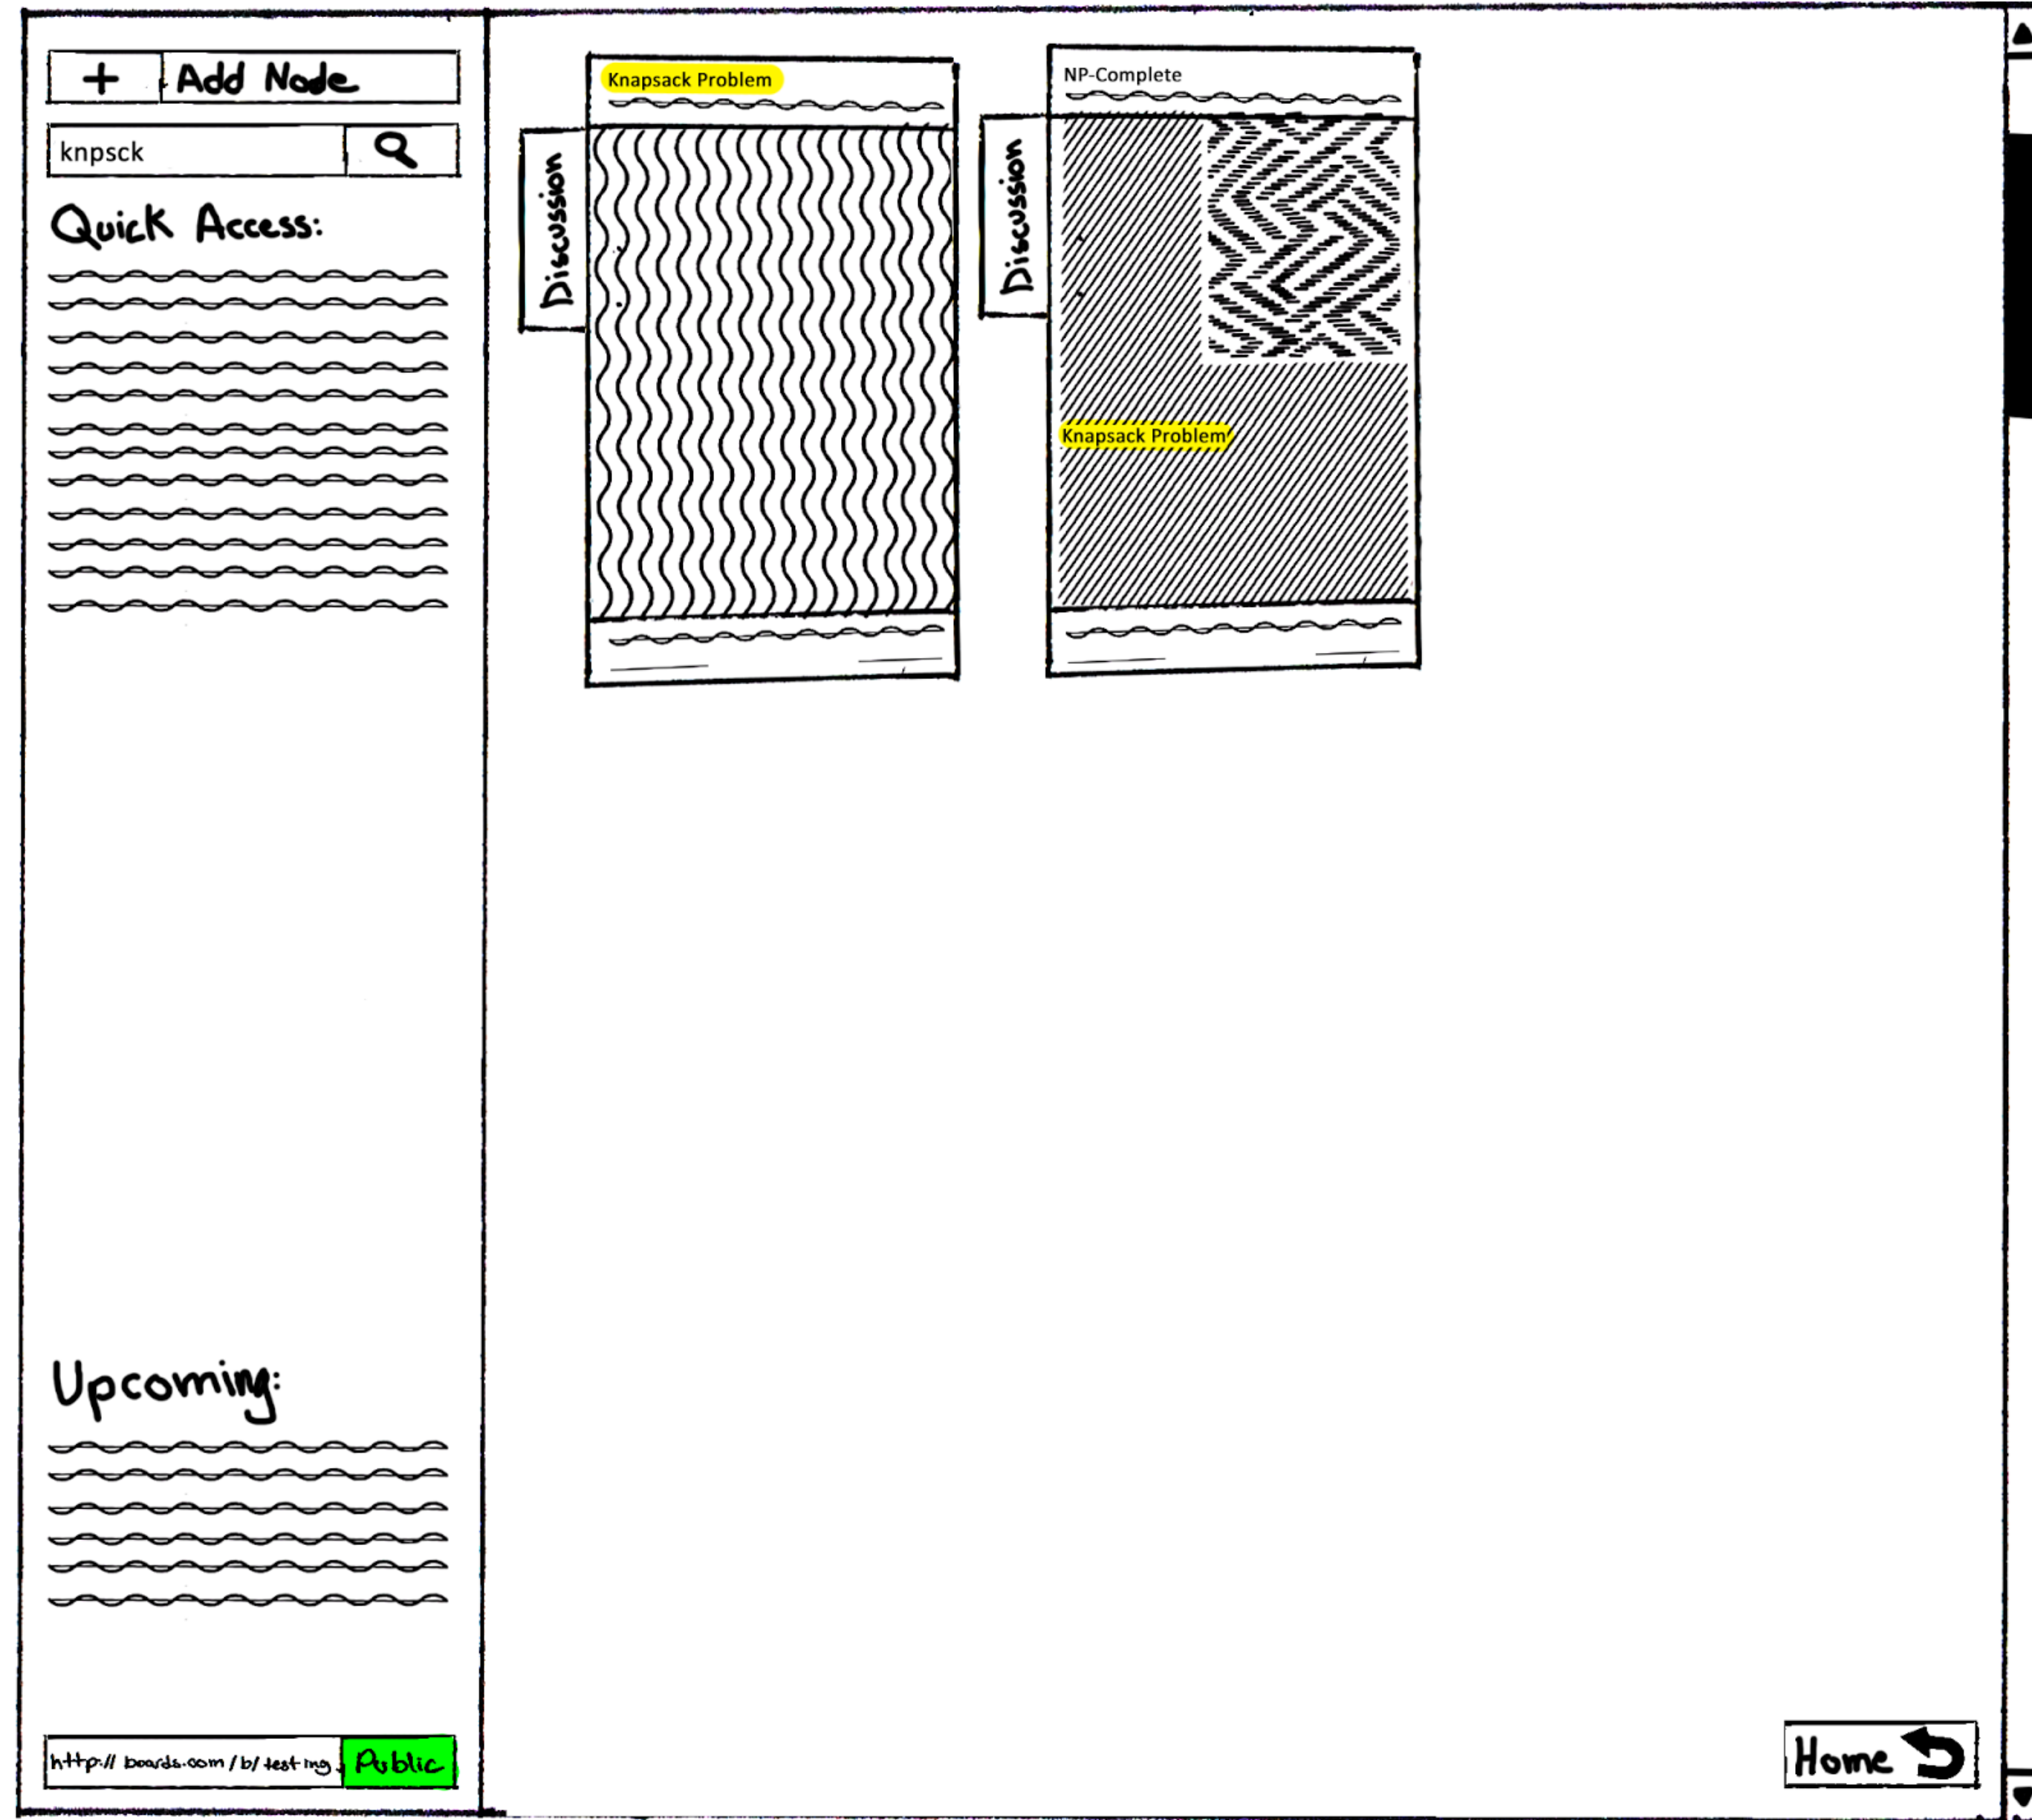 + Add Node
knpsck
Quick Access:
Upcoming:
http://boards.com/b/testing
Public
Knapsack Problem
Discussion
NP-Complete
Discussion
Knapsack Problem
Home